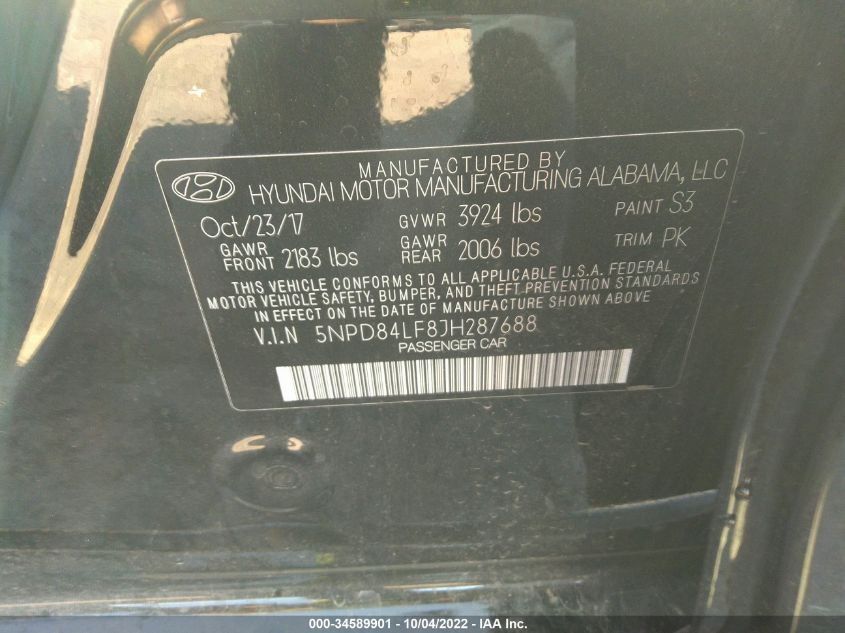 MANUFACTURED BY
HYUNDAI MOTOR MANUFACTURING ALABAMA, LLC
Oct/23/17 GVWR 3924 lbs PAINT S3
GAWR FRONT 2183 lbs GAWR REAR 2006 lbs TRIM PK
THIS VEHICLE CONFORMS TO ALL APPLICABLE U.S.A. FEDERAL
MOTOR VEHICLE SAFETY, BUMPER, AND THEFT PREVENTION STANDARDS
IN EFFECT ON THE DATE OF MANUFACTURE SHOWN ABOVE
V.I.N 5NPD84LF8JH287688
PASSENGER CAR
000-34589901 - 10/04/2022 - IAA Inc.